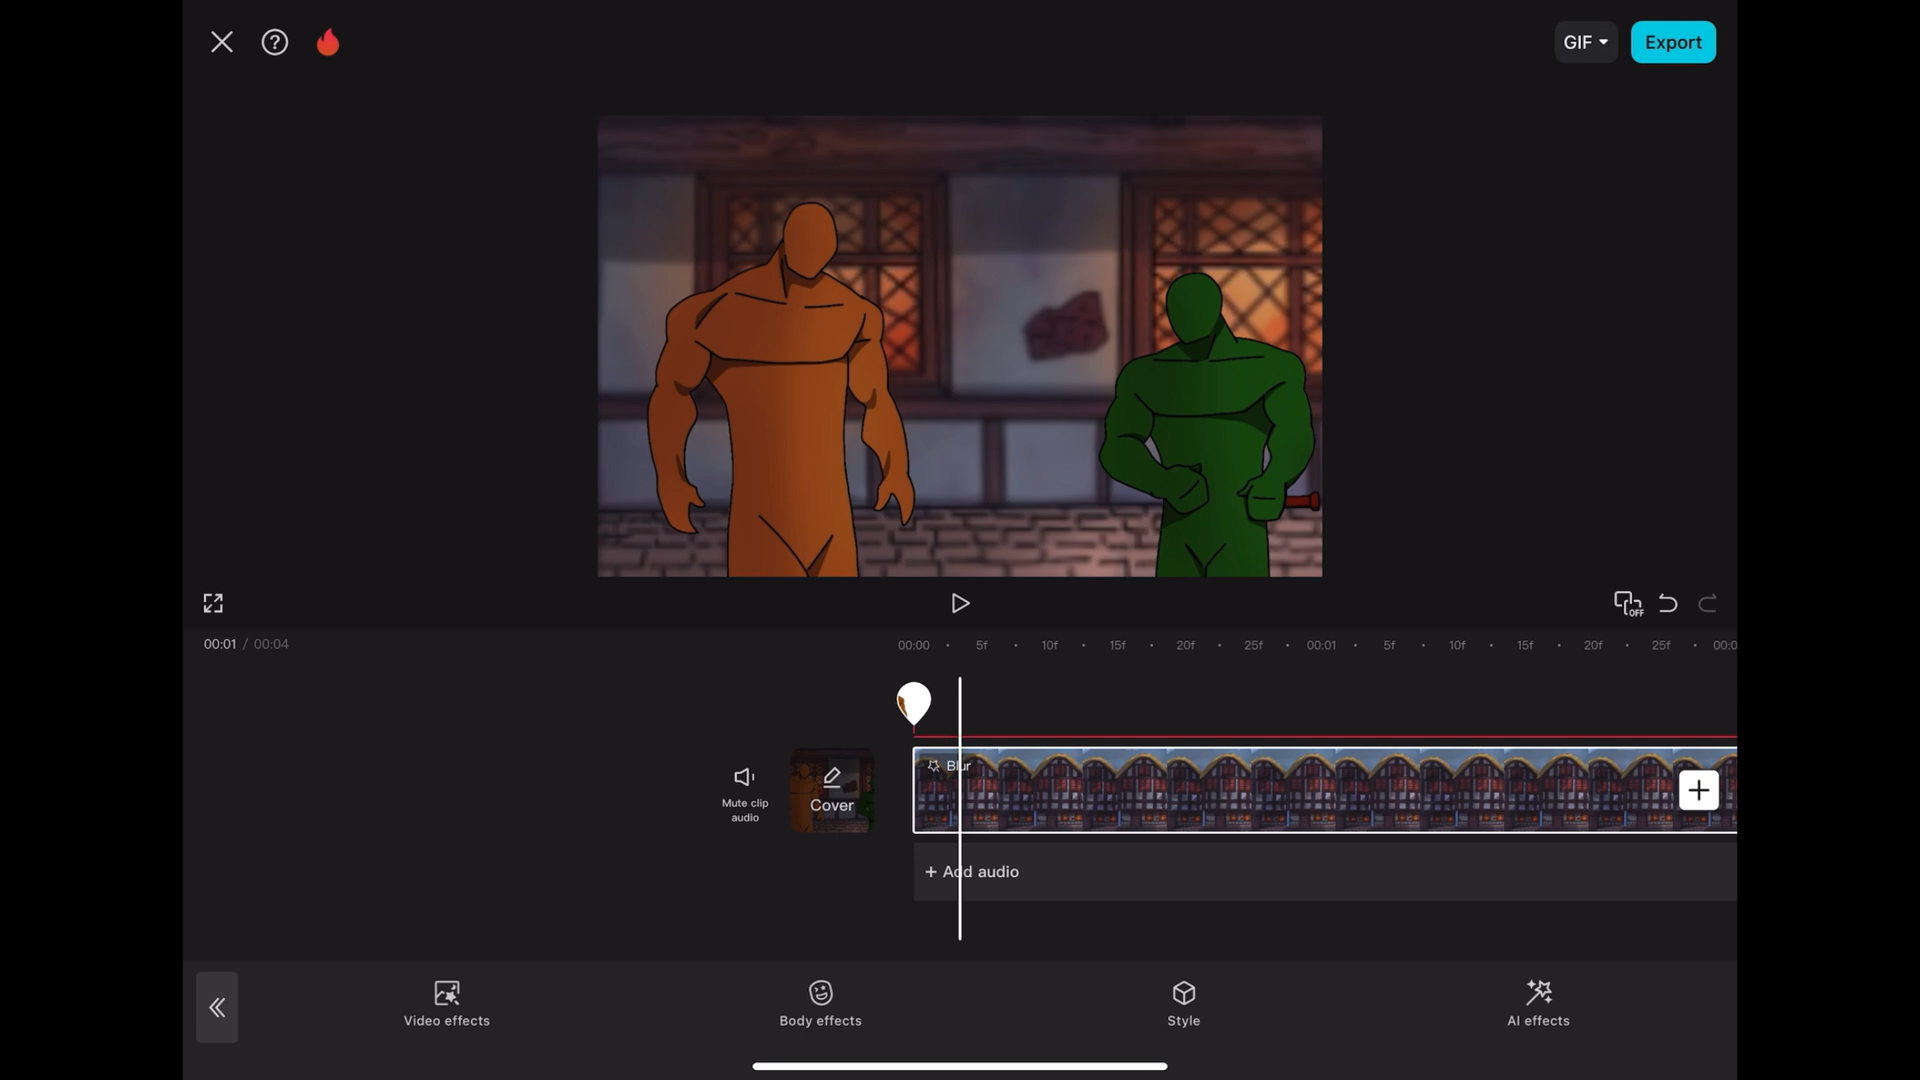 GIF
Export
OFF
00:01 / 00:04
00:00 5f 10f 15f 20f 25f 00:01 5f 10f 15f 20f 25f 00:0
Blur
Mute clip
audio
Cover
+ Add audio
Video effects
Body effects
Style
AI effects